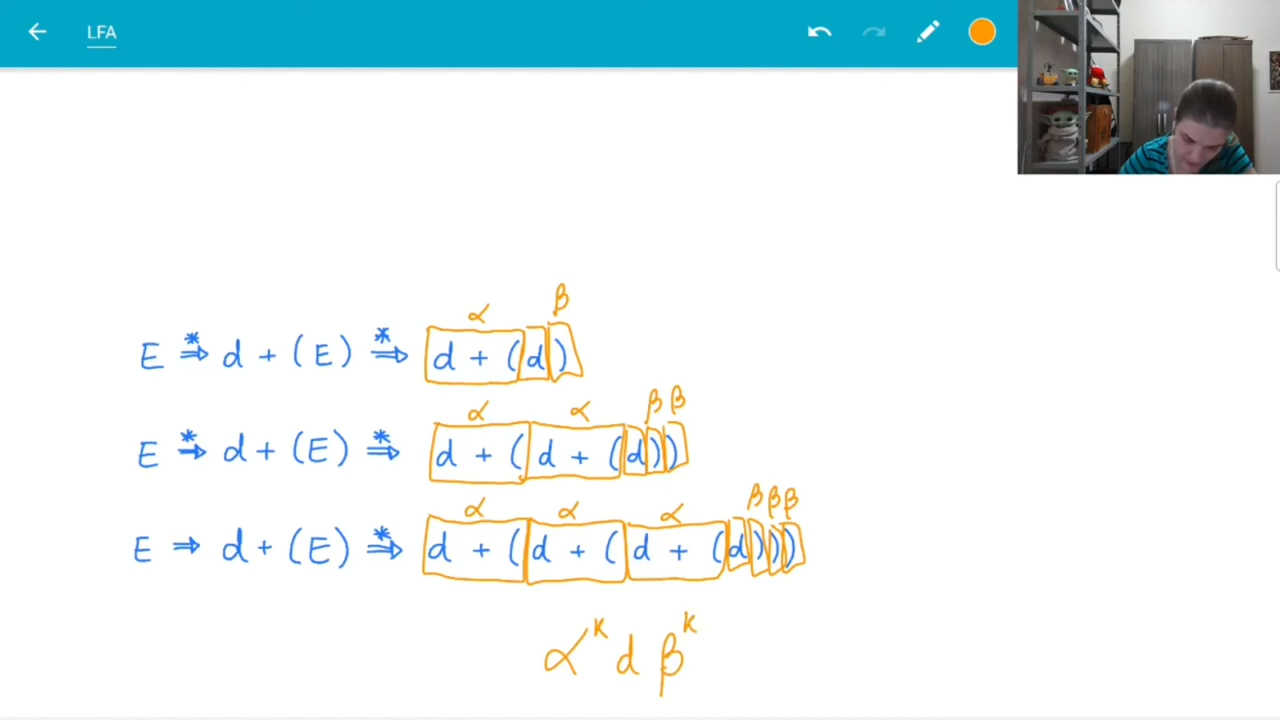 LFA
α β
E *⇒ d + (E) *⇒ d + (d)
α α β β
E *⇒ d + (E) *⇒ d + (d + (d))
α α α β β β
E ⇒ d + (E) *⇒ d + (d + (d + (d)))
α^k d β^k